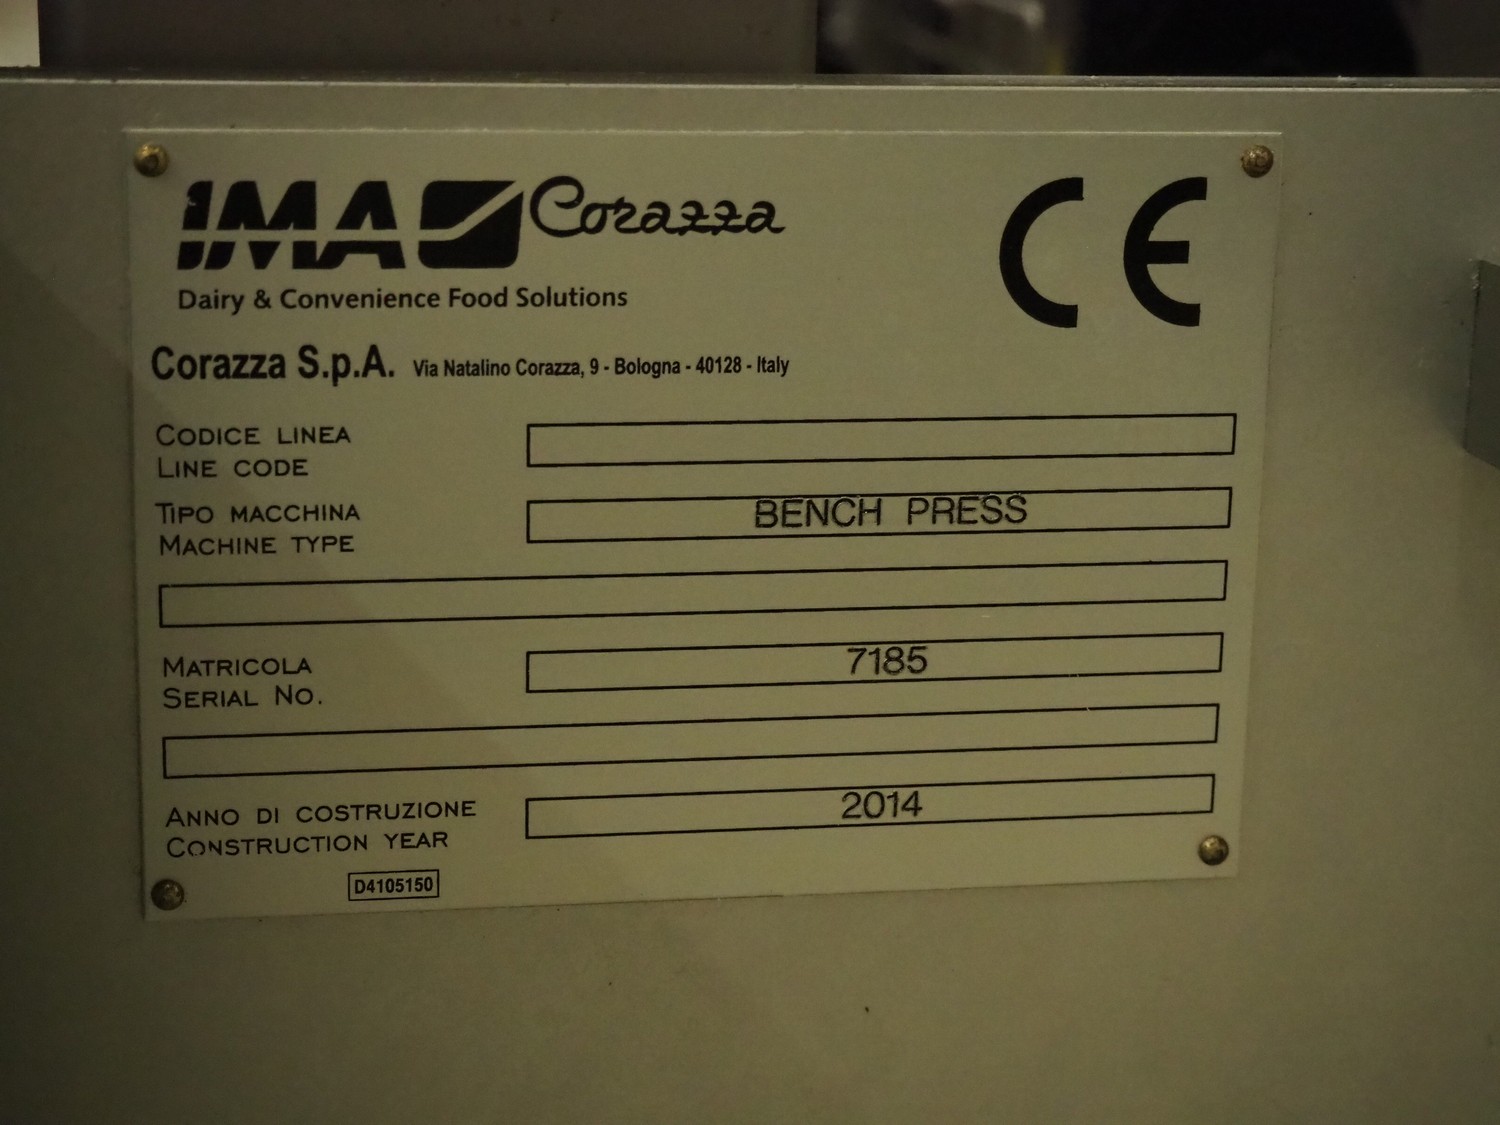 IMA Corazza
Dairy & Convenience Food Solutions
CE
Corazza S.p.A. Via Natalino Corazza, 9 - Bologna - 40128 - Italy
CODICE LINEA
LINE CODE
TIPO MACCHINA
MACHINE TYPE
BENCH PRESS
MATRICOLA
SERIAL NO.
7185
ANNO DI COSTRUZIONE
CONSTRUCTION YEAR
2014
D4105150